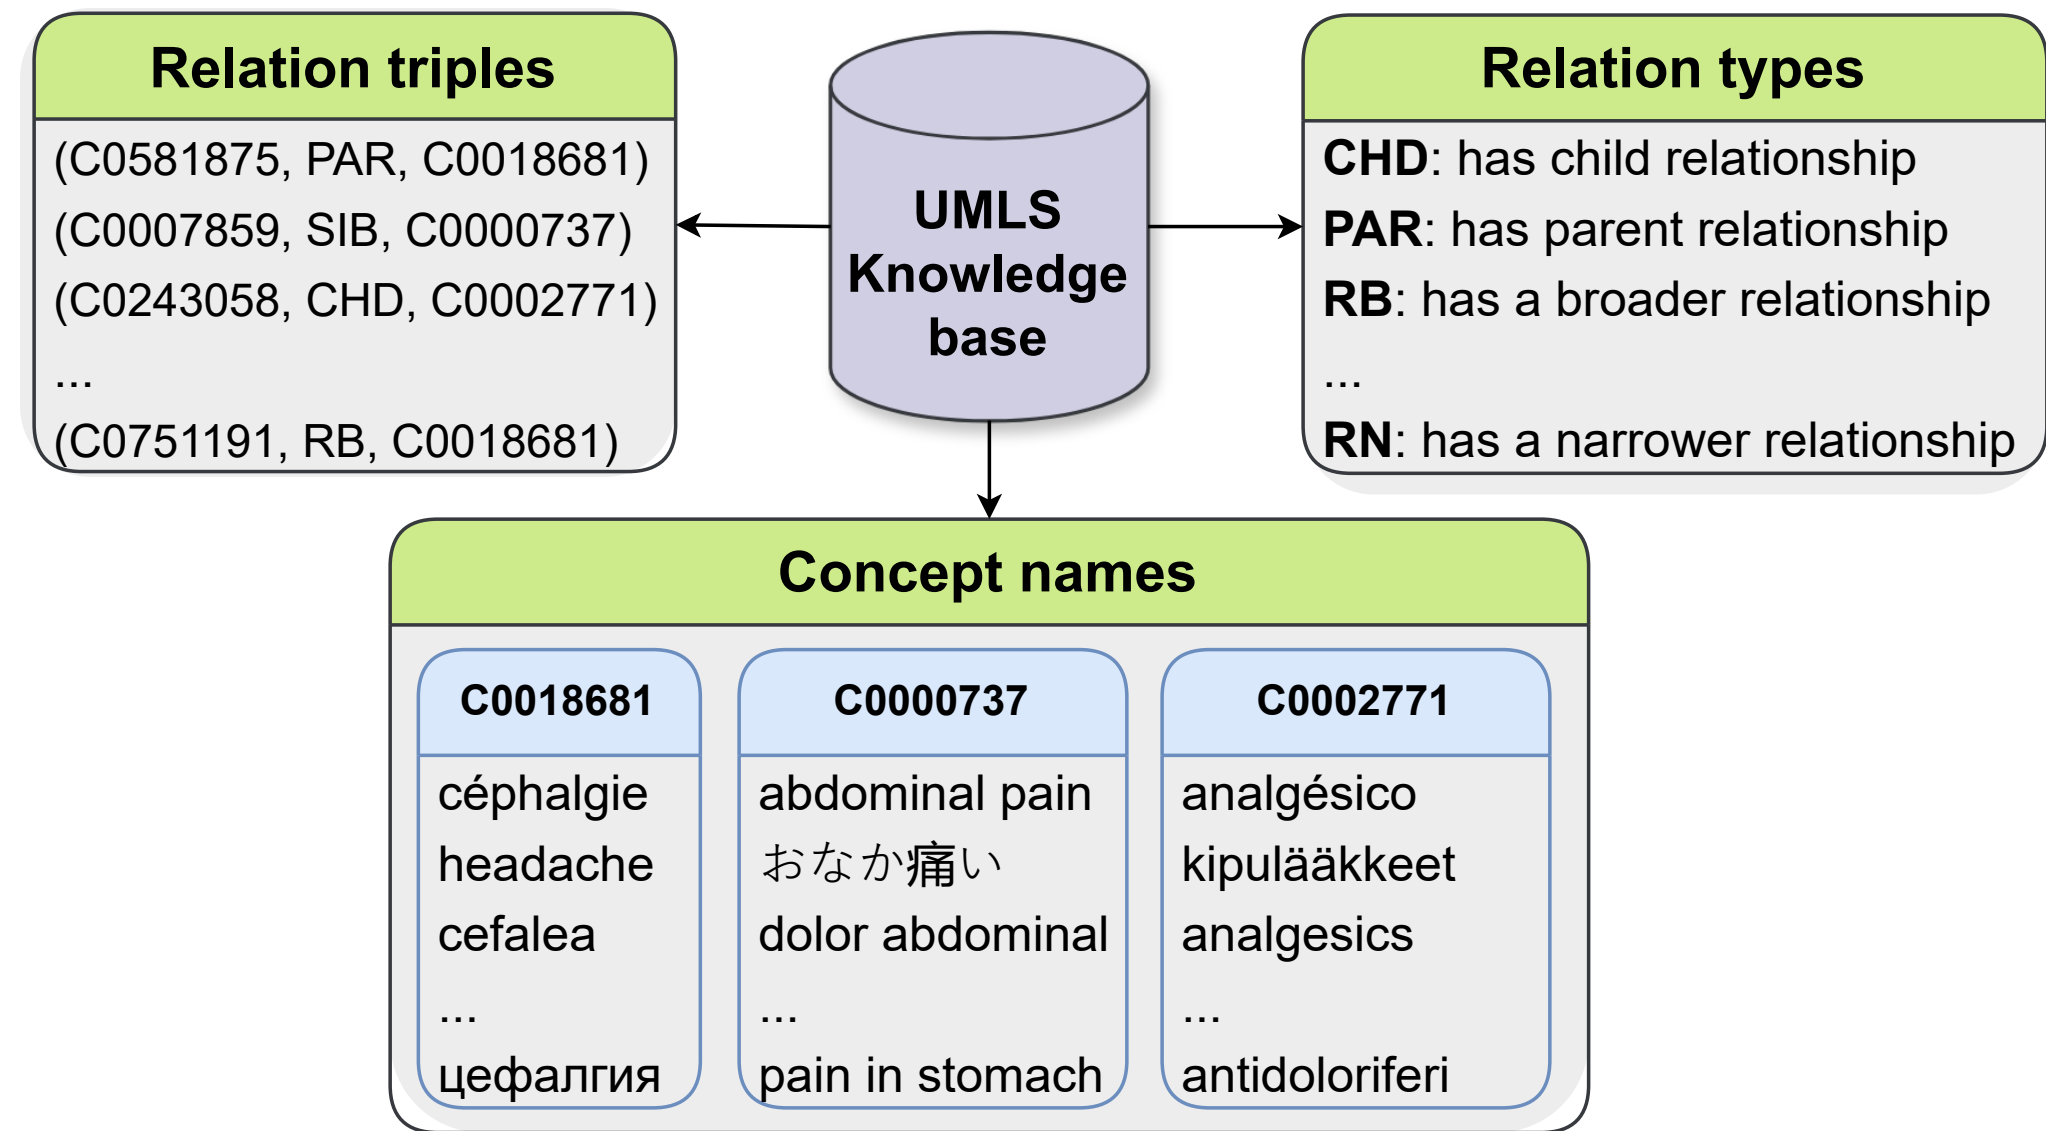 Relation triples
(C0581875, PAR, C0018681)
(C0007859, SIB, C0000737)
(C0243058, CHD, C0002771)
...
(C0751191, RB, C0018681)
UMLS
Knowledge
base
Relation types
CHD: has child relationship
PAR: has parent relationship
RB: has a broader relationship
...
RN: has a narrower relationship
Concept names
C0018681
céphalgie
headache
cefalea
...
цефалгия
C0000737
abdominal pain
おなか痛い
dolor abdominal
...
pain in stomach
C0002771
analgésico
kipulääkkeet
analgesics
...
antidoloriferi